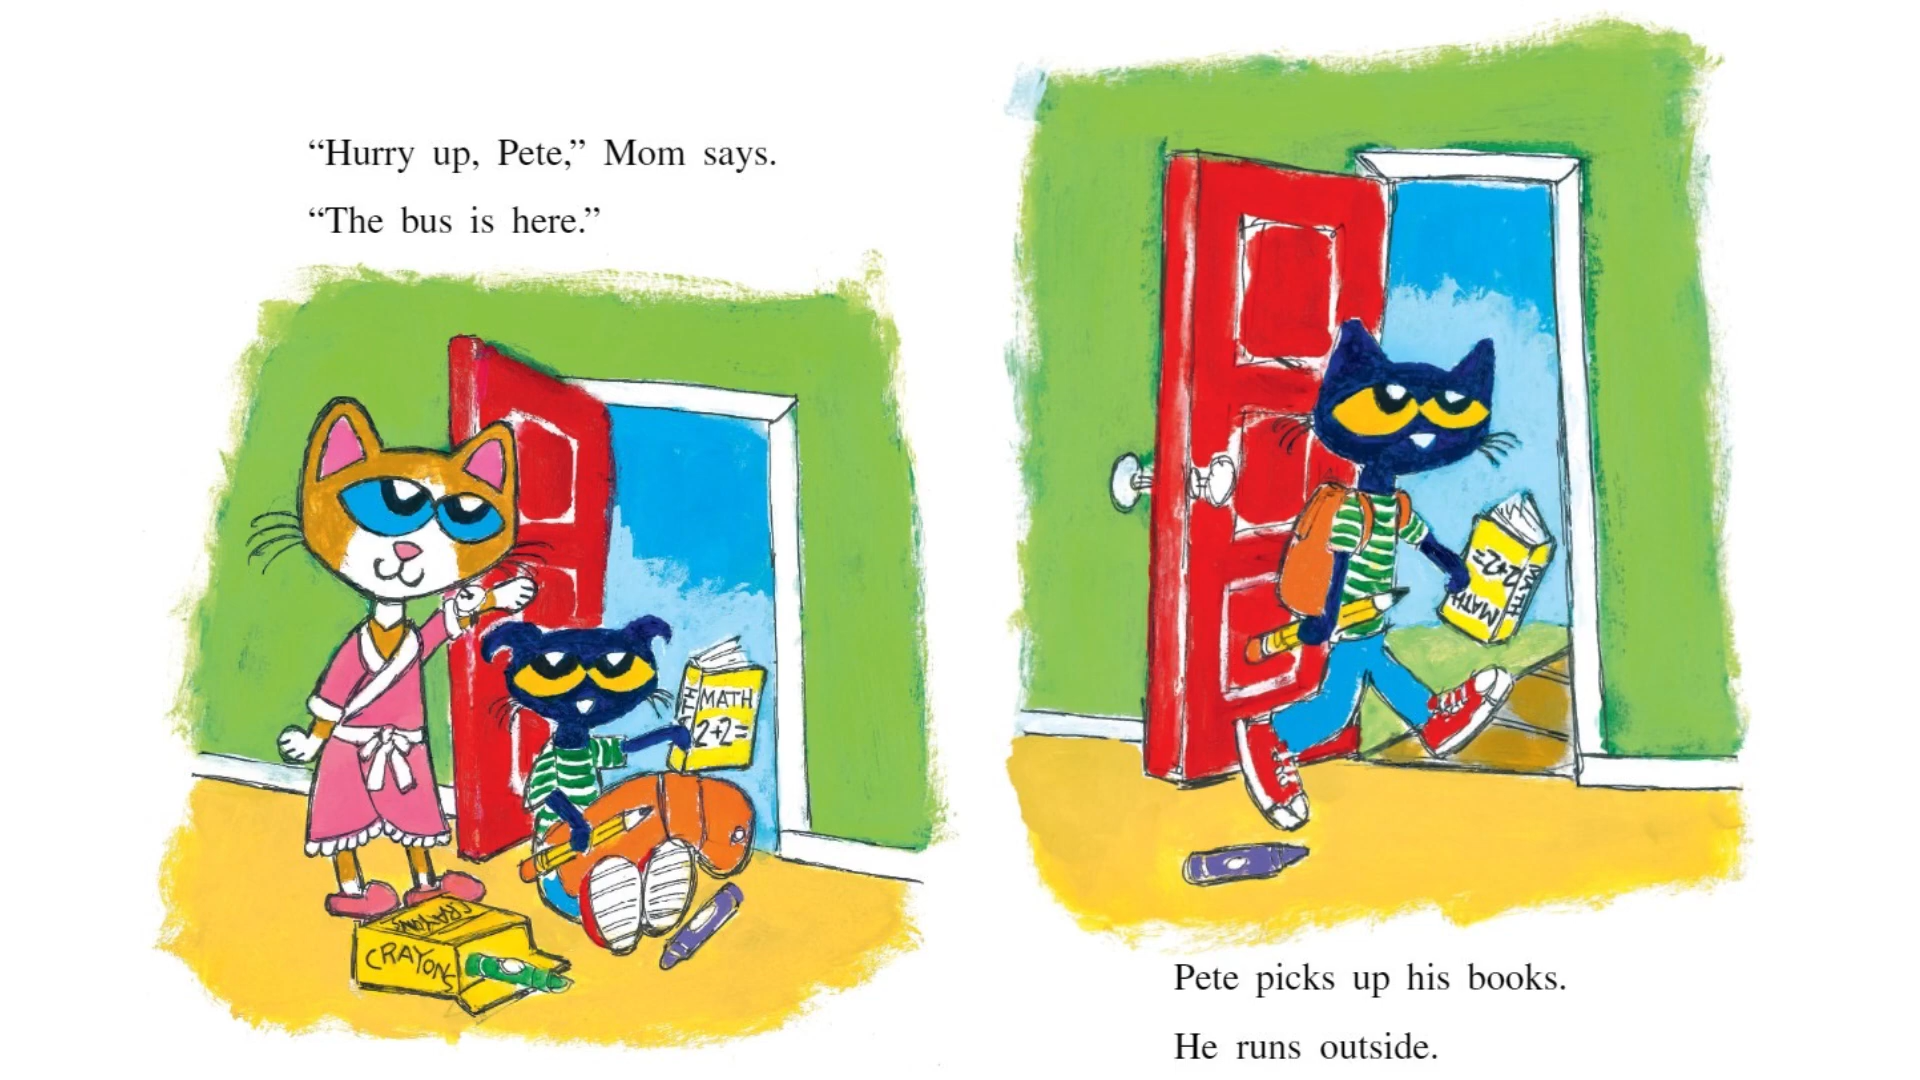 “Hurry up, Pete,” Mom says.
“The bus is here.”
MATH
2+2=
CRAYONS
CRAYONS
MATH
2+2=
MATH
Pete picks up his books.
He runs outside.